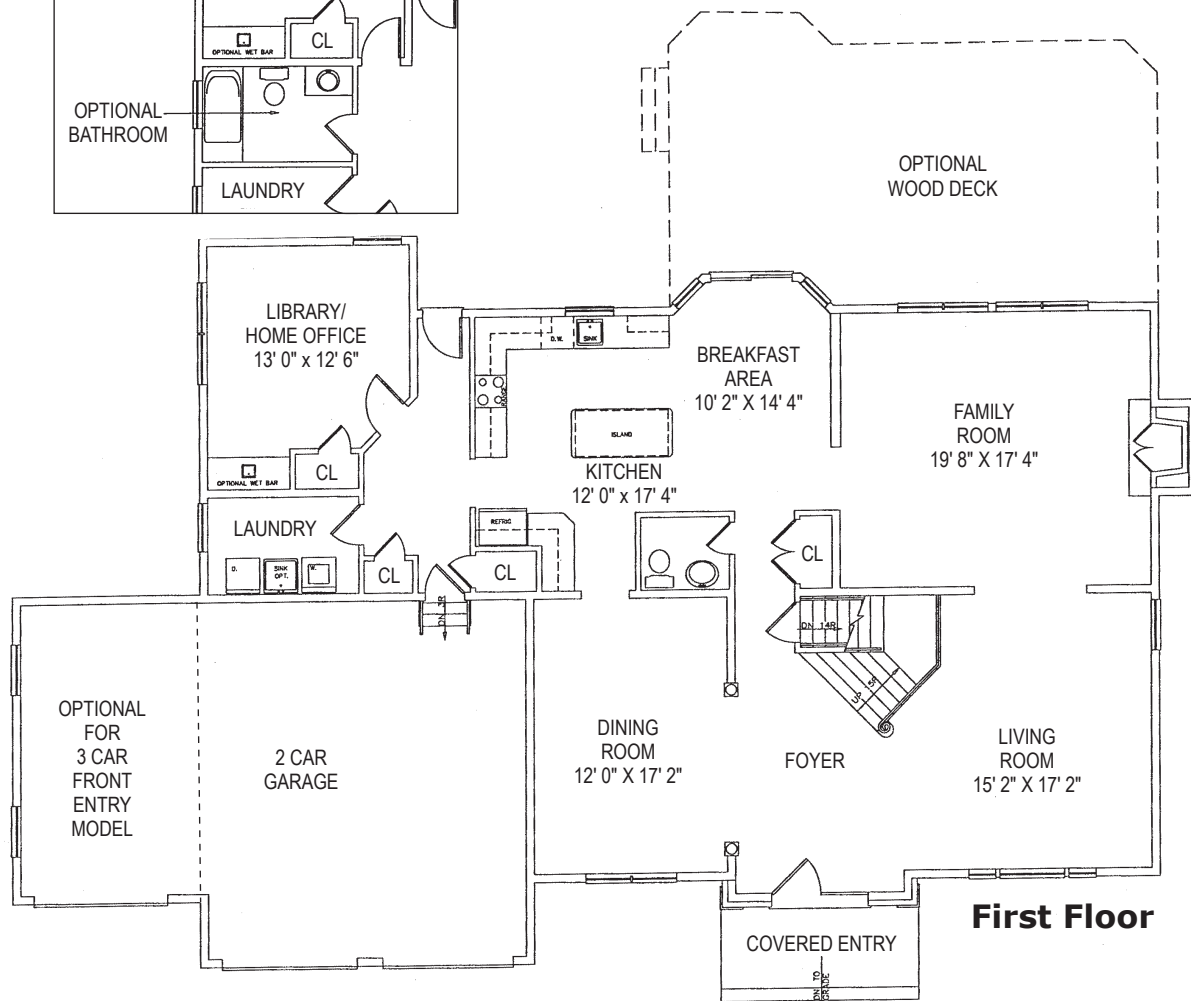 OPTIONAL WET BAR
CL
OPTIONAL
BATHROOM
LAUNDRY
OPTIONAL
WOOD DECK
LIBRARY/
HOME OFFICE
13' 0" x 12' 6"
D.W.
SINK
BREAKFAST
AREA
10' 2" X 14' 4"
FAMILY
ROOM
19' 8" X 17' 4"
ISLAND
KITCHEN
12' 0" x 17' 4"
CL
OPTIONAL WET BAR
LAUNDRY
REFRIG
CL
D.
SINK
OPT.
W.
CL
CL
DN 3R
DN 14R
UP 15R
OPTIONAL
FOR
3 CAR
FRONT
ENTRY
MODEL
2 CAR
GARAGE
DINING
ROOM
12' 0" X 17' 2"
FOYER
LIVING
ROOM
15' 2" X 17' 2"
First Floor
COVERED ENTRY
DN TO
GRADE